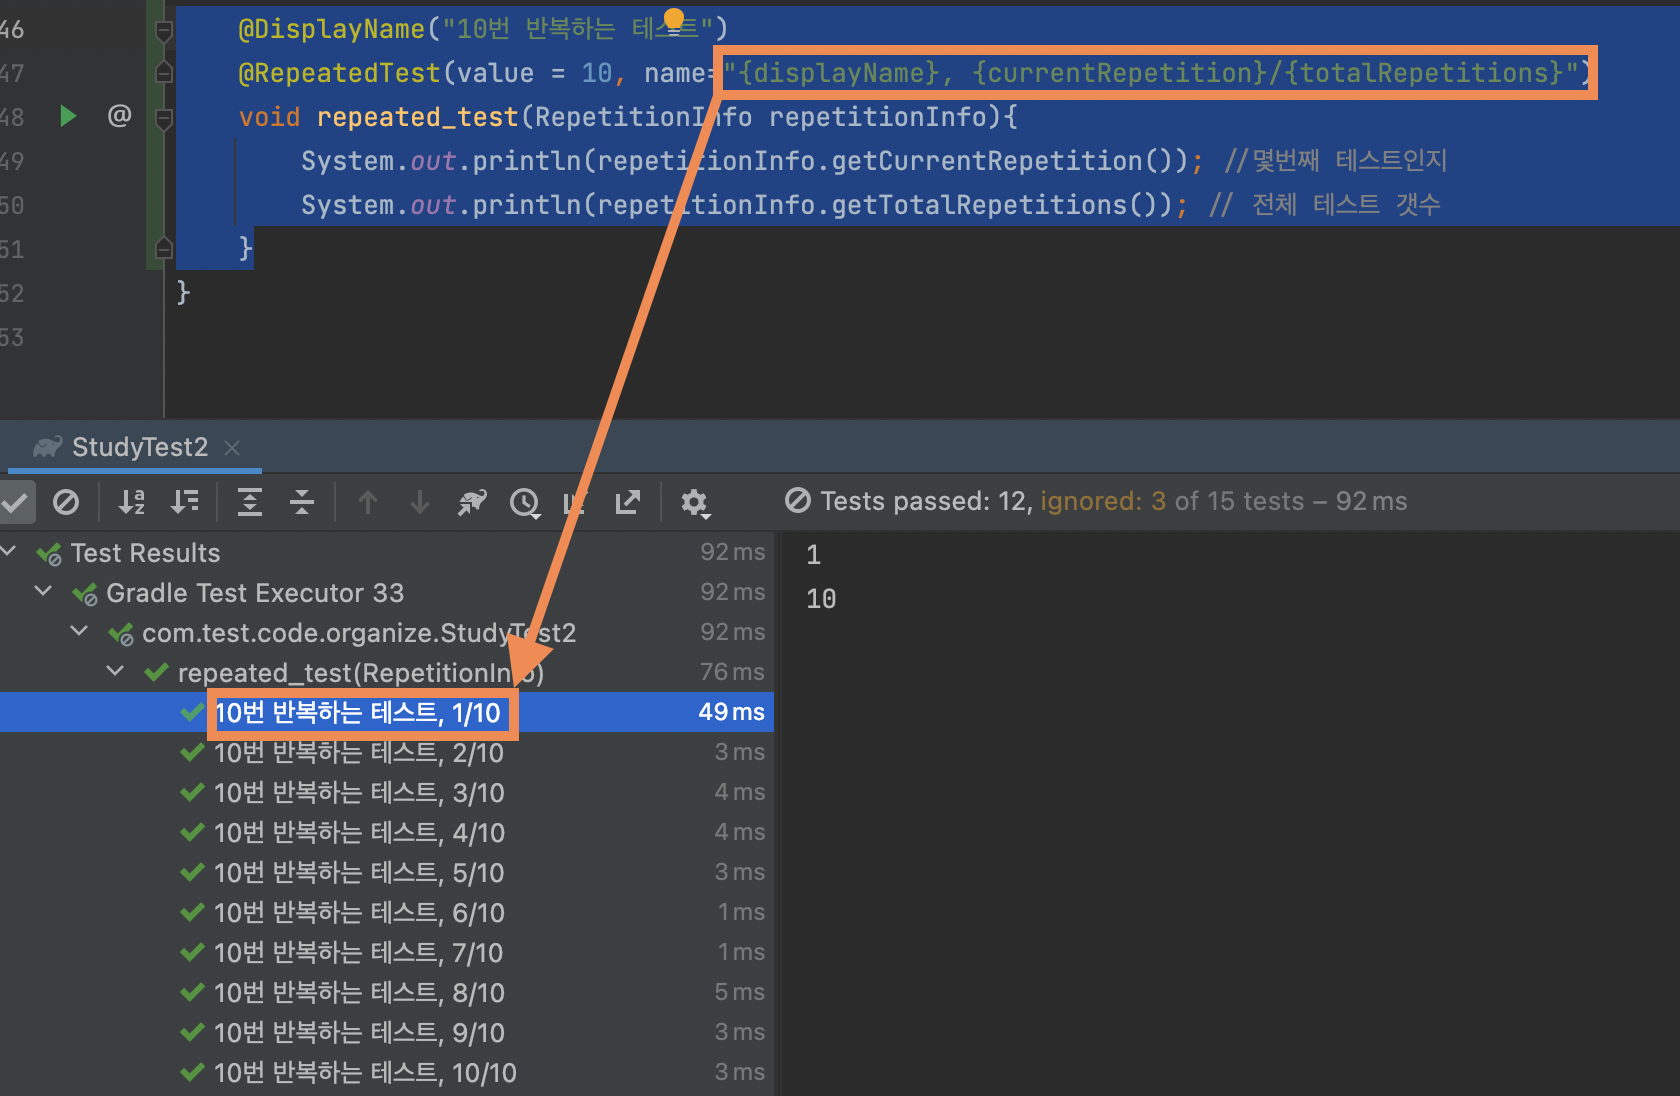 46 @DisplayName("10번 반복하는 테스트")
47 @RepeatedTest(value = 10, name="{displayName}, {currentRepetition}/{totalRepetitions}")
48 @ void repeated_test(RepetitionInfo repetitionInfo){
49 System.out.println(repetitionInfo.getCurrentRepetition()); //몇번째 테스트인지
50 System.out.println(repetitionInfo.getTotalRepetitions()); // 전체 테스트 갯수
51 }
52 }
53
StudyTest2
Tests passed: 12, ignored: 3 of 15 tests – 92 ms
Test Results 92 ms
Gradle Test Executor 33 92 ms
com.test.code.organize.StudyTest2 92 ms
repeated_test(RepetitionInfo) 76 ms
10번 반복하는 테스트, 1/10 49 ms
10번 반복하는 테스트, 2/10 3 ms
10번 반복하는 테스트, 3/10 4 ms
10번 반복하는 테스트, 4/10 4 ms
10번 반복하는 테스트, 5/10 3 ms
10번 반복하는 테스트, 6/10 1 ms
10번 반복하는 테스트, 7/10 1 ms
10번 반복하는 테스트, 8/10 5 ms
10번 반복하는 테스트, 9/10 3 ms
10번 반복하는 테스트, 10/10 3 ms
1
10